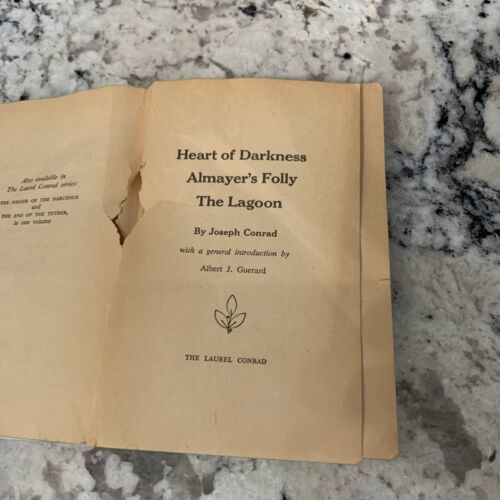 Also available in
The Laurel Conrad series:
THE NIGGER OF THE NARCISSUS
and
THE END OF THE TETHER,
in one volume
Heart of Darkness
Almayer's Folly
The Lagoon
By Joseph Conrad
with a general introduction by
Albert J. Guerard
THE LAUREL CONRAD